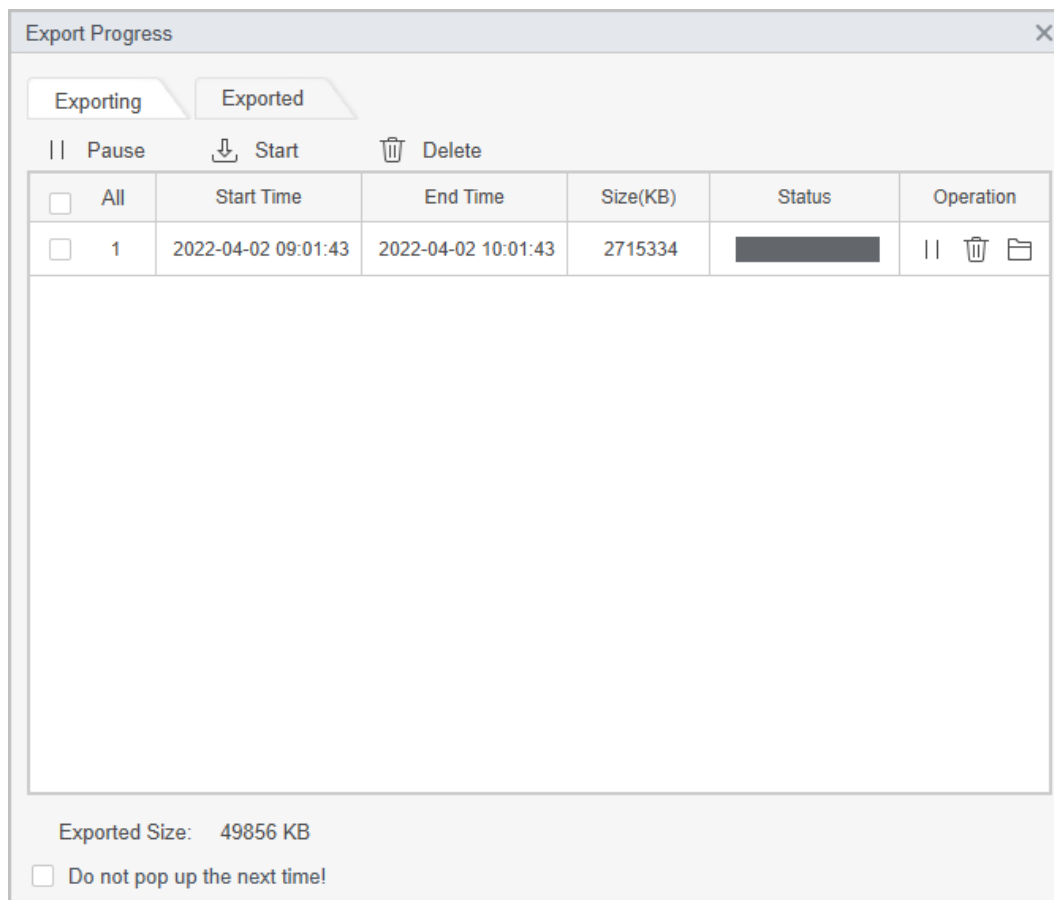 Export Progress
Exporting Exported
Pause Start Delete
All Start Time End Time Size(KB) Status Operation
1 2022-04-02 09:01:43 2022-04-02 10:01:43 2715334
Exported Size: 49856 KB
Do not pop up the next time!